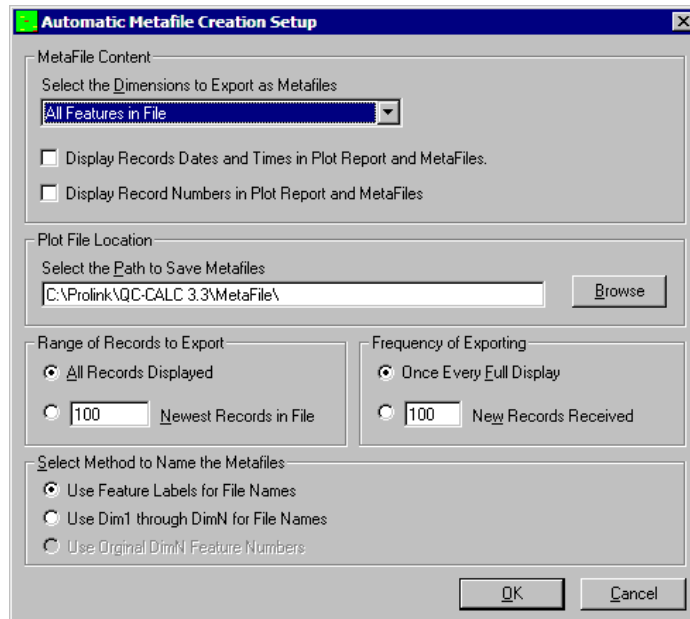 Automatic Metafile Creation Setup
MetaFile Content
Select the Dimensions to Export as Metafiles
All Features in File
Display Records Dates and Times in Plot Report and MetaFiles.
Display Record Numbers in Plot Report and MetaFiles
Plot File Location
Select the Path to Save Metafiles
C:\Prolink\QC-CALC 3.3\MetaFile\
Browse
Range of Records to Export
All Records Displayed
100 Newest Records in File
Frequency of Exporting
Once Every Full Display
100 New Records Received
Select Method to Name the Metafiles
Use Feature Labels for File Names
Use Dim1 through DimN for File Names
Use Orginal DimN Feature Numbers
OK
Cancel